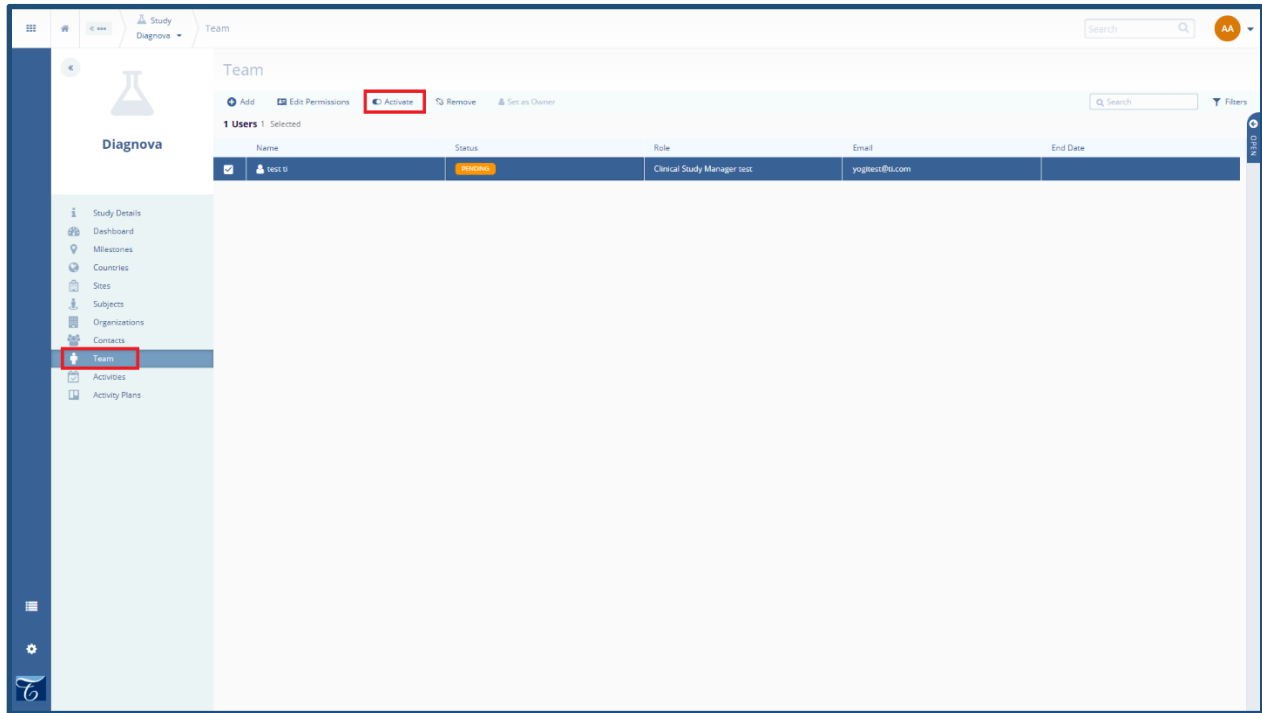 Study
Diagnova
Team
Search
AA
Team
Add Edit Permissions Activate Remove Set as Owner
Search
Filters
1 Users 1 Selected
OPEN
Diagnova
Name Status Role Email End Date
test ti PENDING Clinical Study Manager test yogitest@ti.com
Study Details
Dashboard
Milestones
Countries
Sites
Subjects
Organizations
Contacts
Team
Activities
Activity Plans